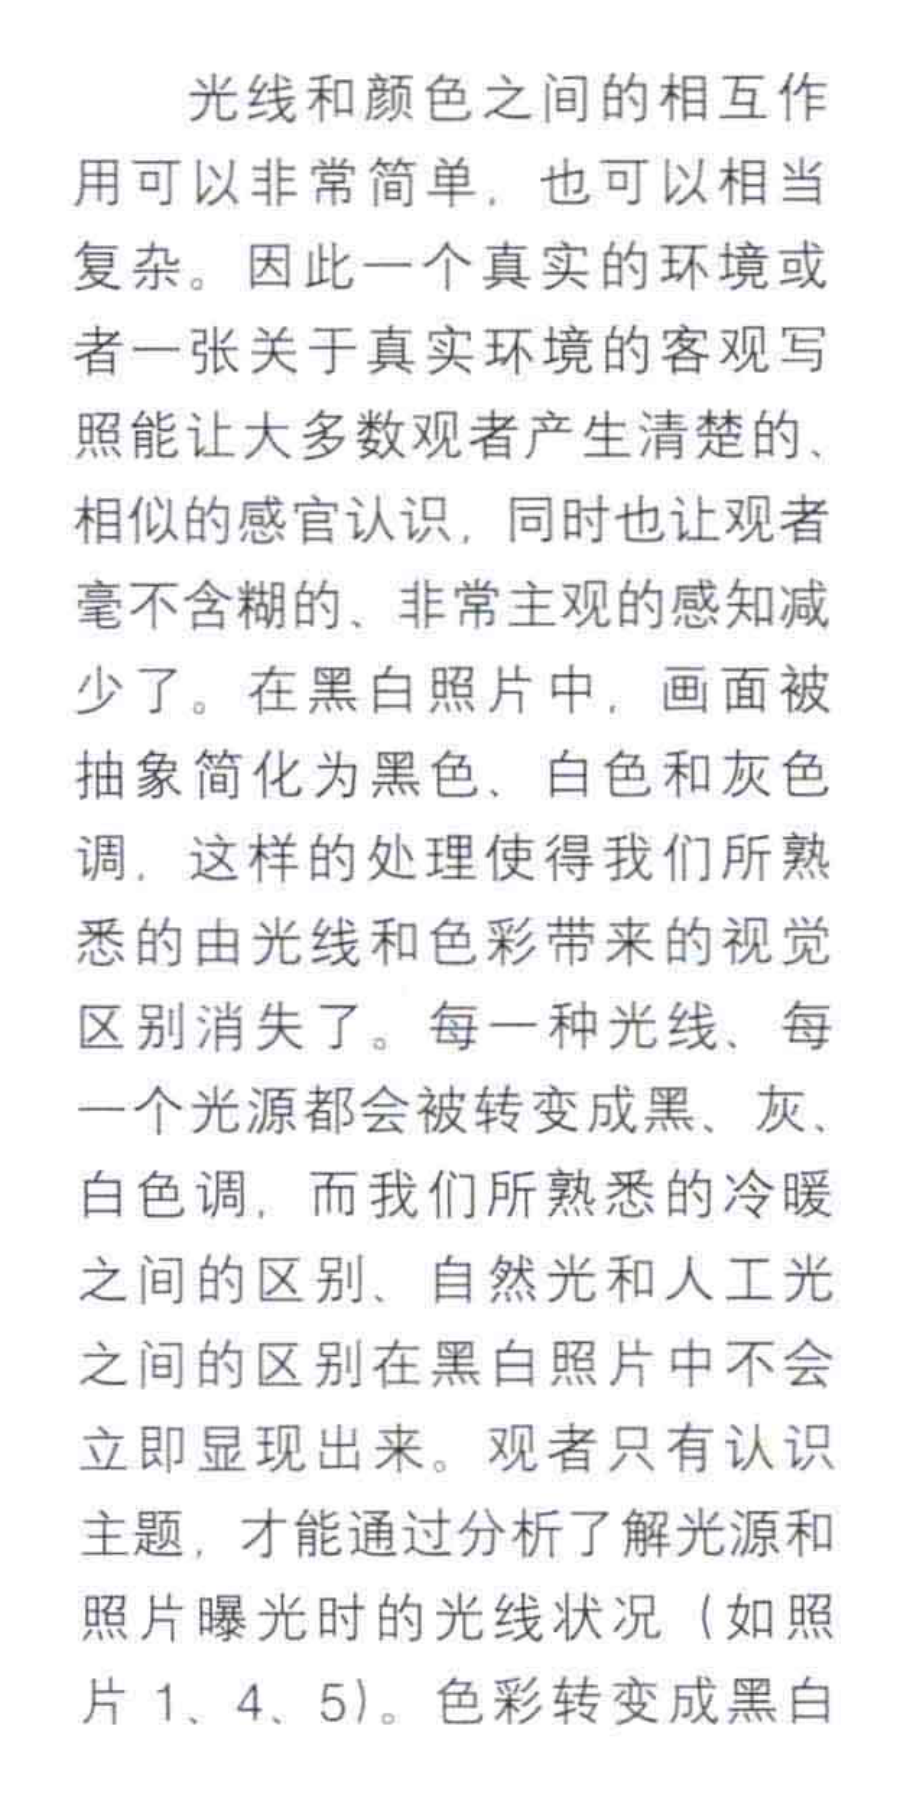 光线和颜色之间的相互作
用可以非常简单，也可以相当
复杂。因此一个真实的环境或
者一张关于真实环境的客观写
照能让大多数观者产生清楚的、
相似的感官认识，同时也让观者
毫不含糊的、非常主观的感知减
少了。在黑白照片中，画面被
抽象简化为黑色、白色和灰色
调，这样的处理使得我们所熟
悉的由光线和色彩带来的视觉
区别消失了。每一种光线、每
一个光源都会被转变成黑、灰、
白色调，而我们所熟悉的冷暖
之间的区别、自然光和人工光
之间的区别在黑白照片中不会
立即显现出来。观者只有认识
主题，才能通过分析了解光源和
照片曝光时的光线状况（如照
片 1、4、5）。色彩转变成黑白